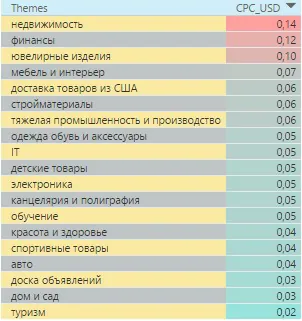 Themes CPC_USD
недвижимость 0,14
финансы 0,12
ювелирные изделия 0,10
мебель и интерьер 0,07
доставка товаров из США 0,06
стройматериалы 0,06
тяжелая промышленность и производство 0,06
одежда обувь и аксессуары 0,05
IT 0,05
детские товары 0,05
электроника 0,05
канцелярия и полиграфия 0,05
обучение 0,05
красота и здоровье 0,04
спортивные товары 0,04
авто 0,04
доска объявлений 0,03
дом и сад 0,03
туризм 0,02